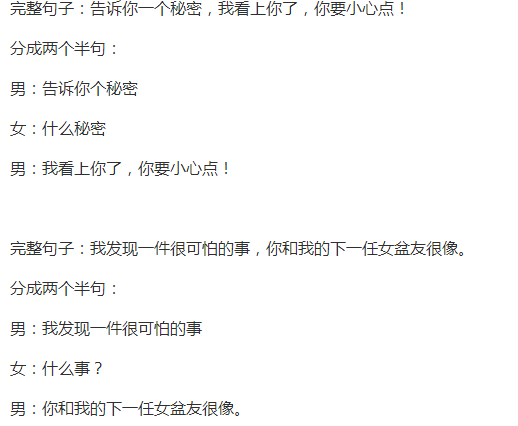 完整句子：告诉你一个秘密，我看上你了，你要小心点！
分成两个半句：
男：告诉你个秘密
女：什么秘密
男：我看上你了，你要小心点！
完整句子：我发现一件很可怕的事，你和我的下一任女盆友很像。
分成两个半句：
男：我发现一件很可怕的事
女：什么事？
男：你和我的下一任女盆友很像。